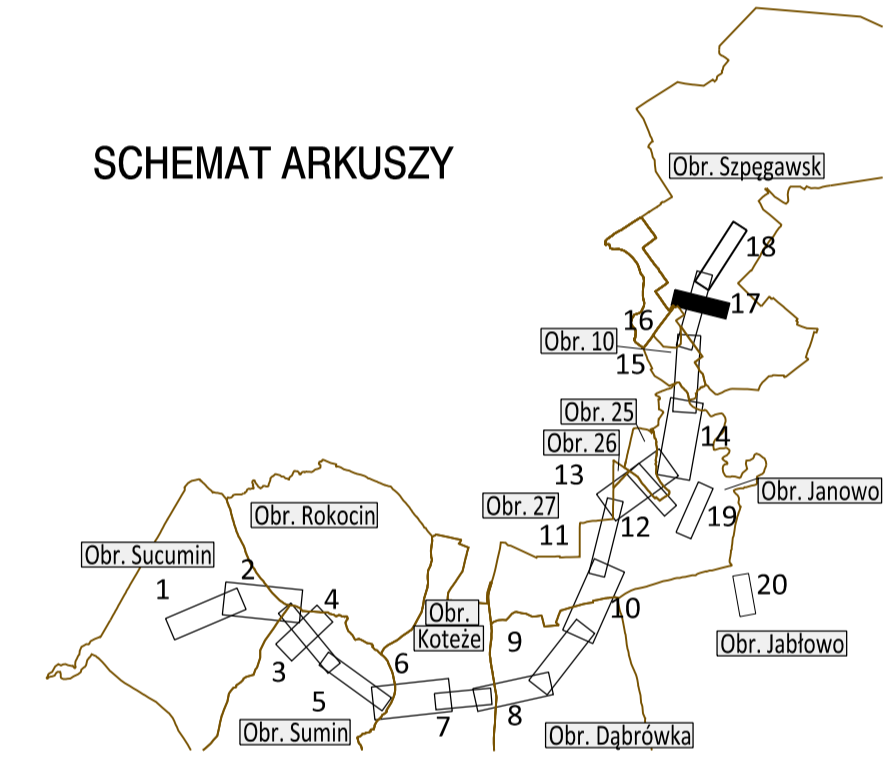 SCHEMAT ARKUSZY
Obr. Szpęgawsk
18
17
16
Obr. 10
15
Obr. 25
14
Obr. 26
13
Obr. Janowo
Obr. 27
19
12
11
Obr. Rokocin
Obr. Sucumin
2
1
20
4
10
Obr.
Koteże
9
Obr. Jabłowo
6
3
5
8
7
Obr. Sumin
Obr. Dąbrówka